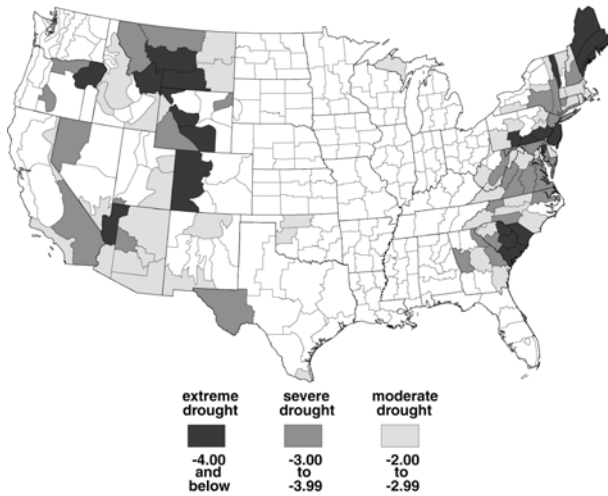 extreme drought
severe drought
moderate drought
-4.00 and below
-3.00 to -3.99
-2.00 to -2.99